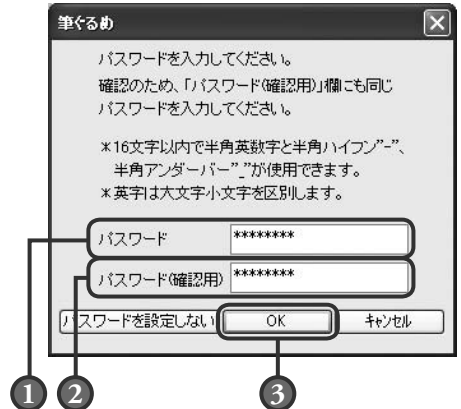 筆ぐるめ
パスワードを入力してください。
確認のため、「パスワード(確認用)」欄にも同じ
パスワードを入力してください。
*16文字以内で半角英数字と半角ハイフン"-"、
半角アンダーバー"_"が使用できます。
*英字は大文字小文字を区別します。
パスワード ********
パスワード(確認用) ********
パスワードを設定しない OK キャンセル
1 2 3